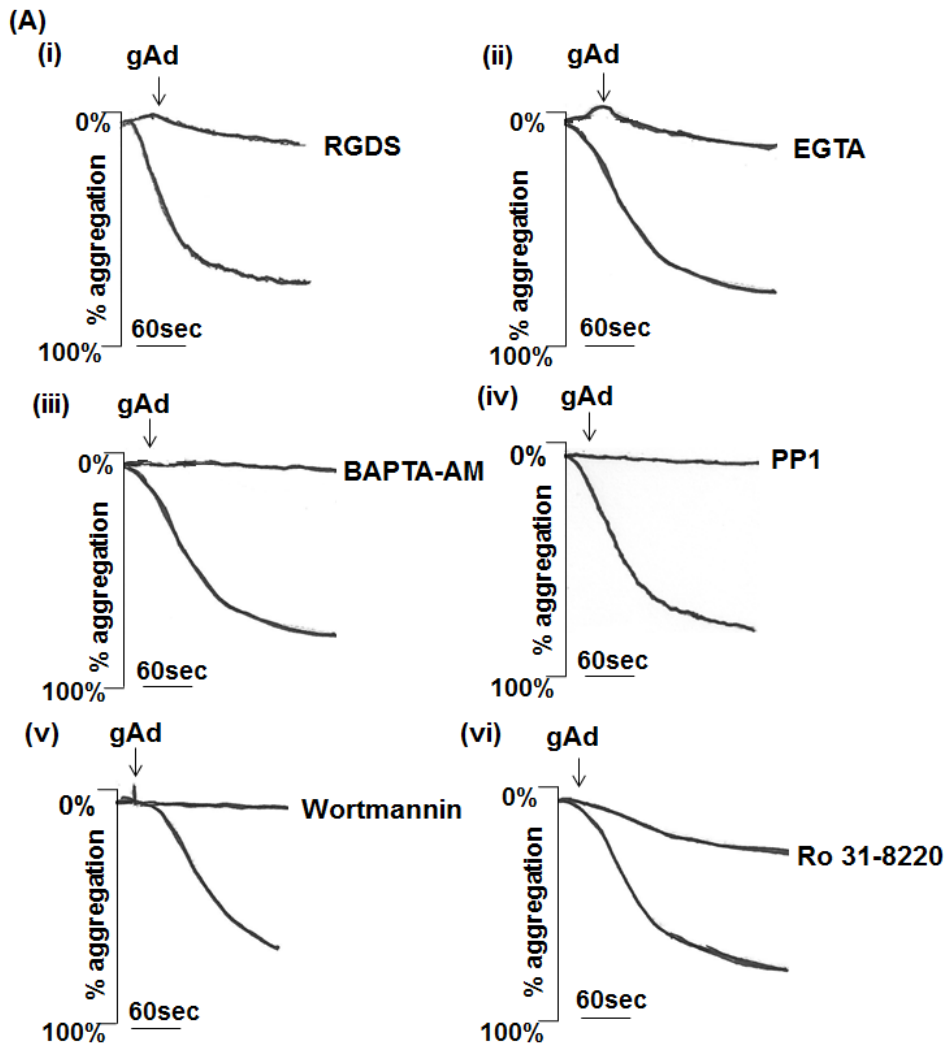 (A)
(i)
gAd
0%
RGDS
% aggregation
60sec
100%
(ii)
gAd
0%
EGTA
% aggregation
60sec
100%
(iii)
gAd
0%
BAPTA-AM
% aggregation
60sec
100%
(iv)
gAd
0%
PP1
% aggregation
60sec
100%
(v)
gAd
0%
Wortmannin
% aggregation
60sec
100%
(vi)
gAd
0%
Ro 31-8220
% aggregation
60sec
100%